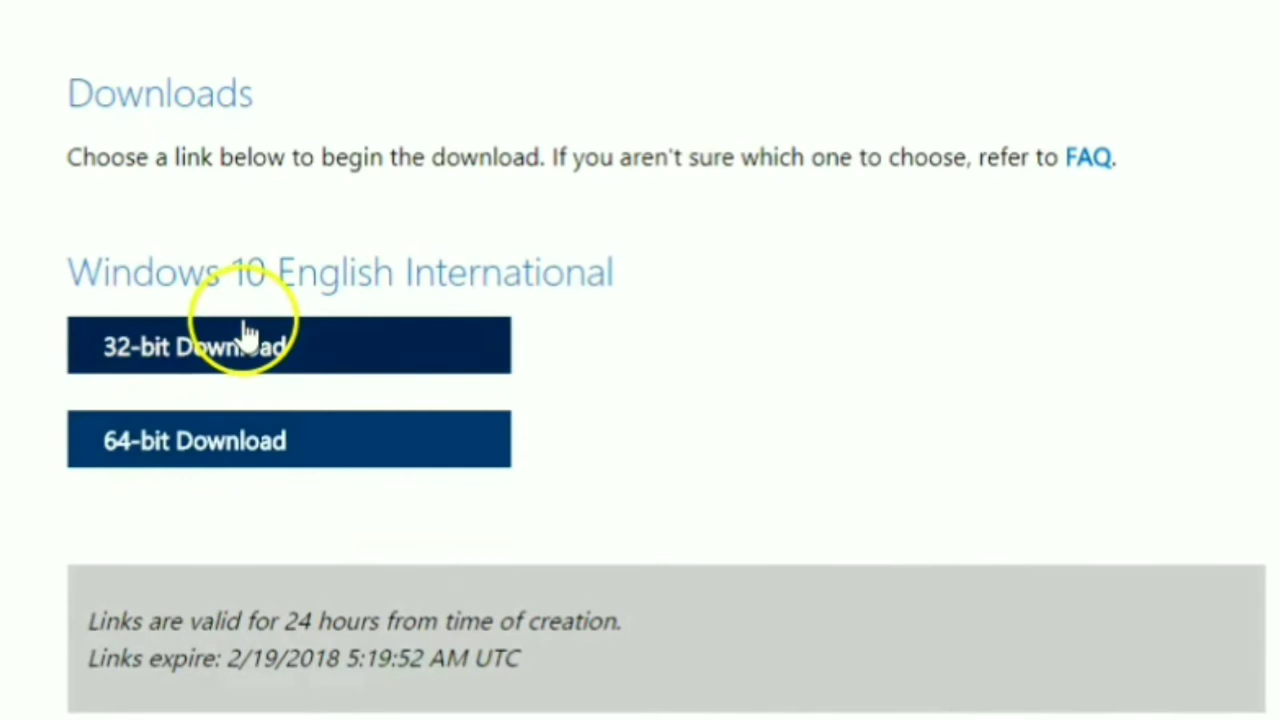 Downloads
Choose a link below to begin the download. If you aren't sure which one to choose, refer to FAQ.
Windows 10 English International
32-bit Download
64-bit Download
Links are valid for 24 hours from time of creation.
Links expire: 2/19/2018 5:19:52 AM UTC